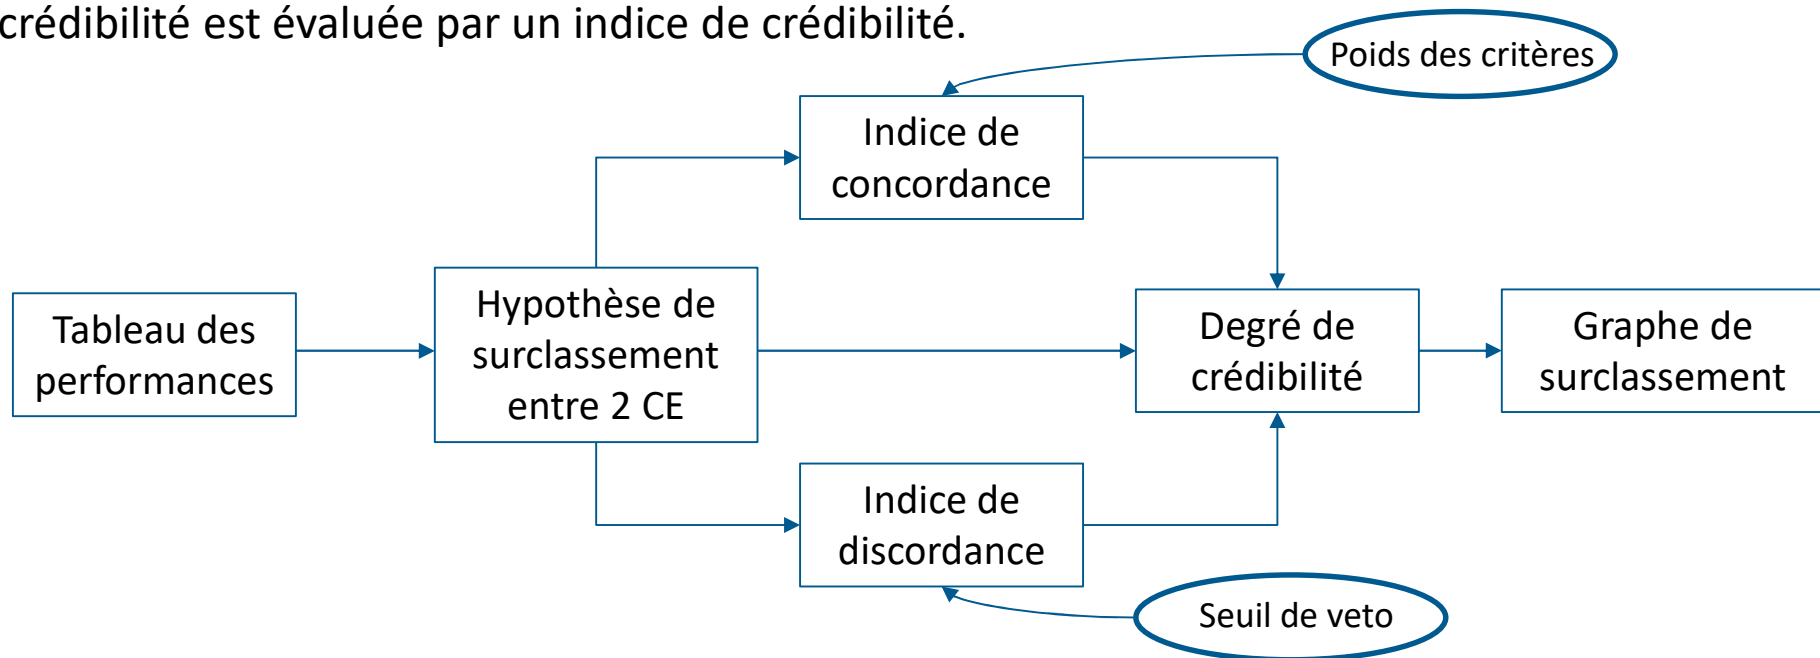 crédibilité est évaluée par un indice de crédibilité.
Poids des critères
Indice de
concordance
Tableau des
performances
Hypothèse de
surclassement
entre 2 CE
Degré de
crédibilité
Graphe de
surclassement
Indice de
discordance
Seuil de veto